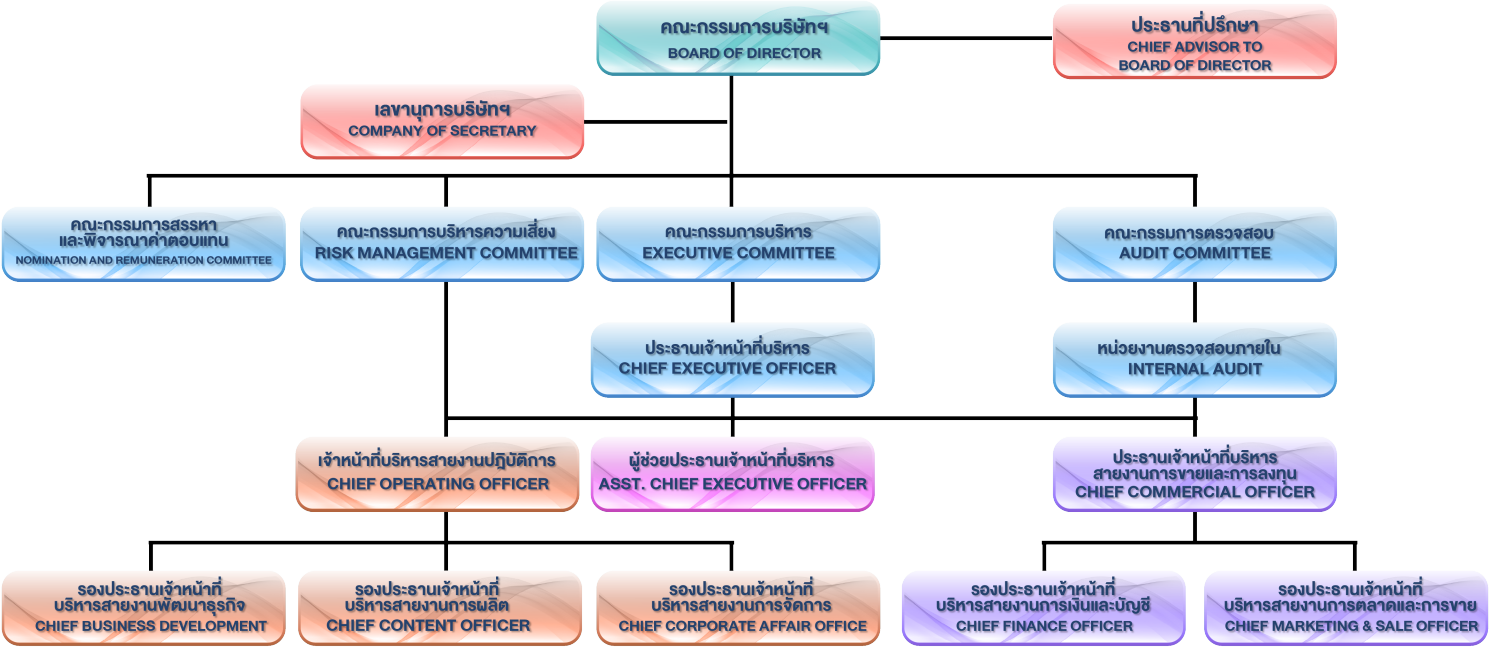 คณะกรรมการบริษัทฯ
BOARD OF DIRECTOR
ประธานที่ปรึกษา
CHIEF ADVISOR TO
BOARD OF DIRECTOR
เลขานุการบริษัทฯ
COMPANY OF SECRETARY
คณะกรรมการสรรหา
และพิจารณาค่าตอบแทน
NOMINATION AND REMUNERATION COMMITTEE
คณะกรรมการบริหารความเสี่ยง
RISK MANAGEMENT COMMITTEE
คณะกรรมการบริหาร
EXECUTIVE COMMITTEE
คณะกรรมการตรวจสอบ
AUDIT COMMITTEE
ประธานเจ้าหน้าที่บริหาร
CHIEF EXECUTIVE OFFICER
หน่วยงานตรวจสอบภายใน
INTERNAL AUDIT
เจ้าหน้าที่บริหารสายงานปฎิบัติการ
CHIEF OPERATING OFFICER
ผู้ช่วยประธานเจ้าหน้าที่บริหาร
ASST. CHIEF EXECUTIVE OFFICER
ประธานเจ้าหน้าที่บริหาร
สายงานการขายและการลงทุน
CHIEF COMMERCIAL OFFICER
รองประธานเจ้าหน้าที่
บริหารสายงานพัฒนาธุรกิจ
CHIEF BUSINESS DEVELOPMENT
รองประธานเจ้าหน้าที่
บริหารสายงานการผลิต
CHIEF CONTENT OFFICER
รองประธานเจ้าหน้าที่
บริหารสายงานการจัดการ
CHIEF CORPORATE AFFAIR OFFICE
รองประธานเจ้าหน้าที่
บริหารสายงานการเงินและบัญชี
CHIEF FINANCE OFFICER
รองประธานเจ้าหน้าที่
บริหารสายงานการตลาดและการขาย
CHIEF MARKETING & SALE OFFICER